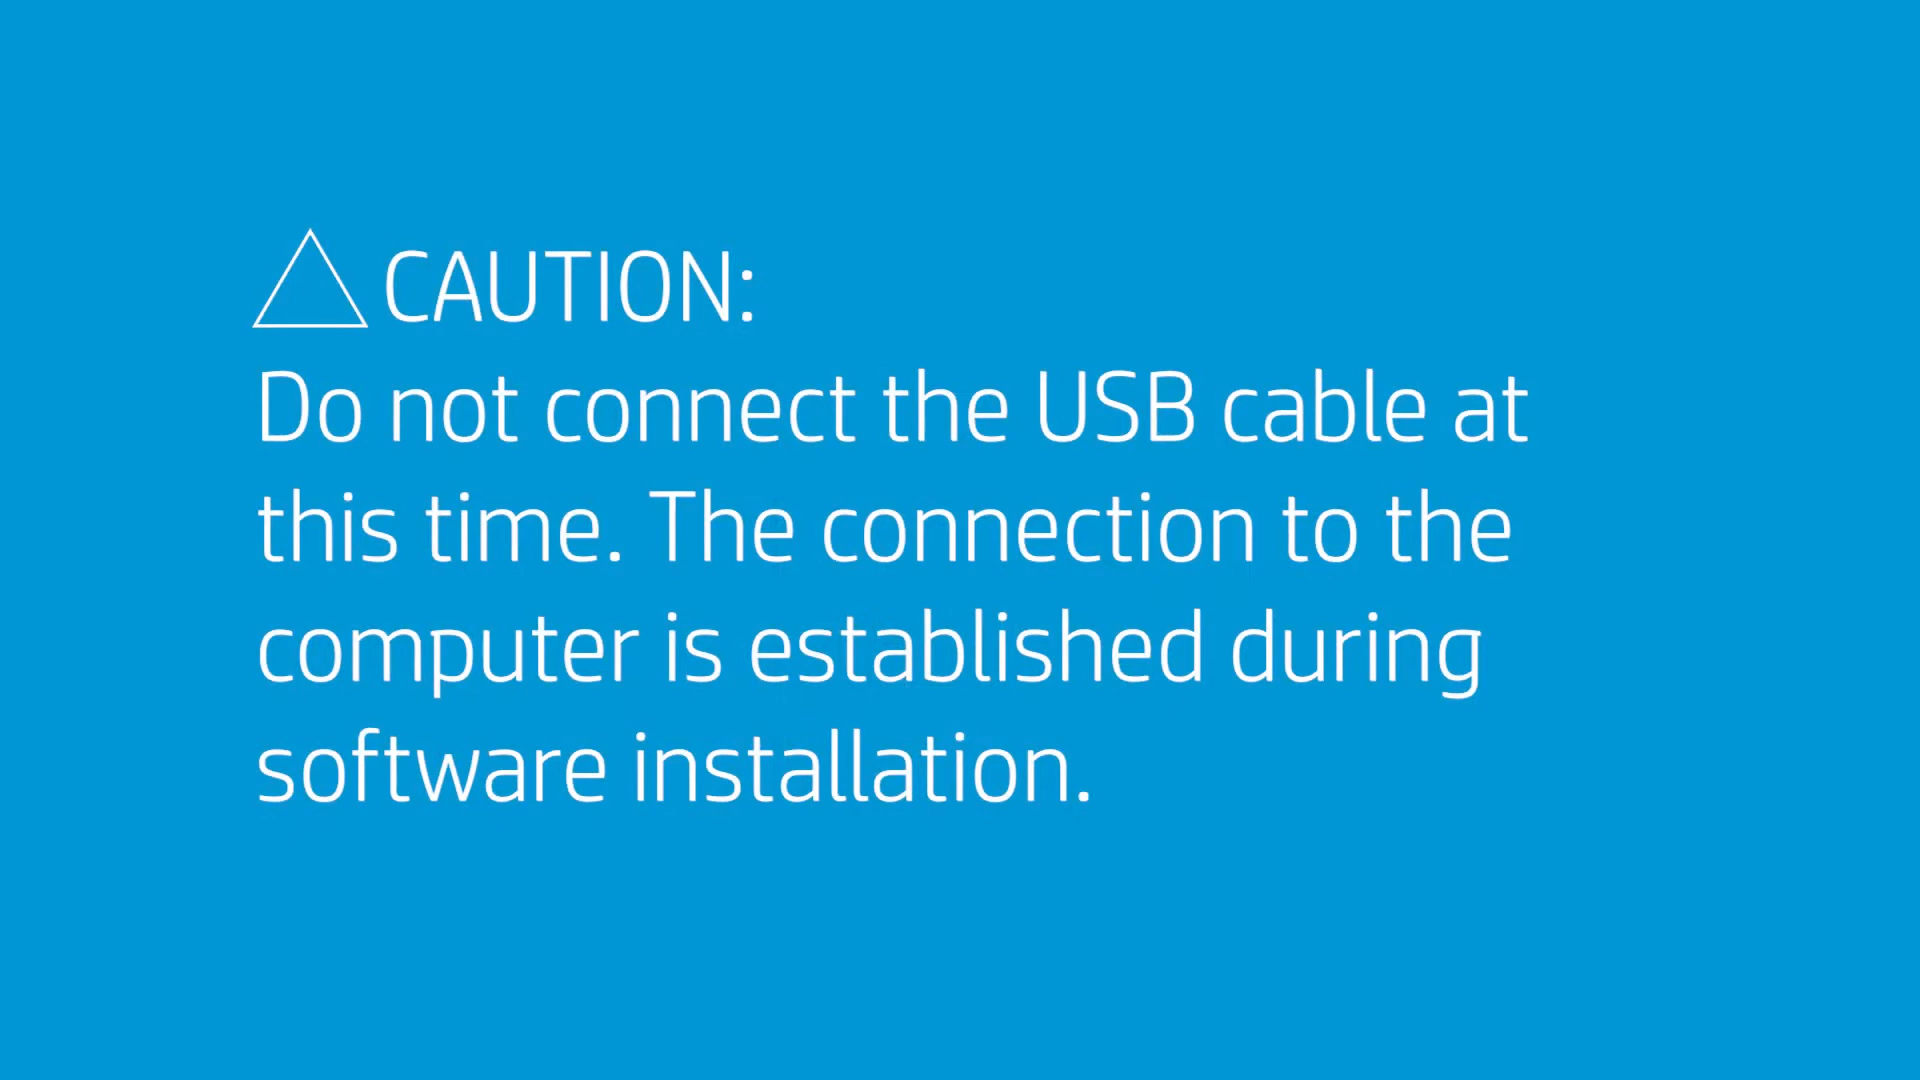 CAUTION:
Do not connect the USB cable at
this time. The connection to the
computer is established during
software installation.